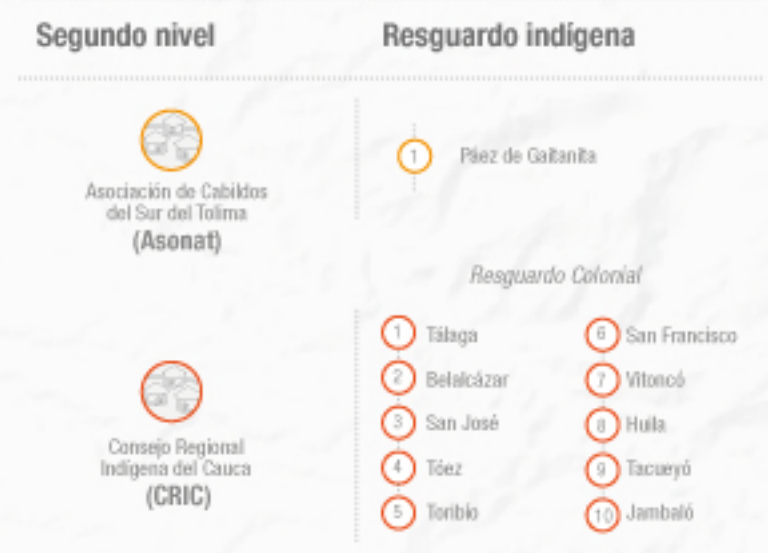 Segundo nivel
Resguardo indígena
Asociación de Cabildos
del Sur del Tolima
(Asonat)
1 Páez de Gaitanita
Resguardo Colonial
Consejo Regional
Indígena del Cauca
(CRIC)
1 Tálaga
2 Belalcázar
3 San José
4 Tóez
5 Toribío
6 San Francisco
7 Vitoncó
8 Huila
9 Tacueyó
10 Jambaló